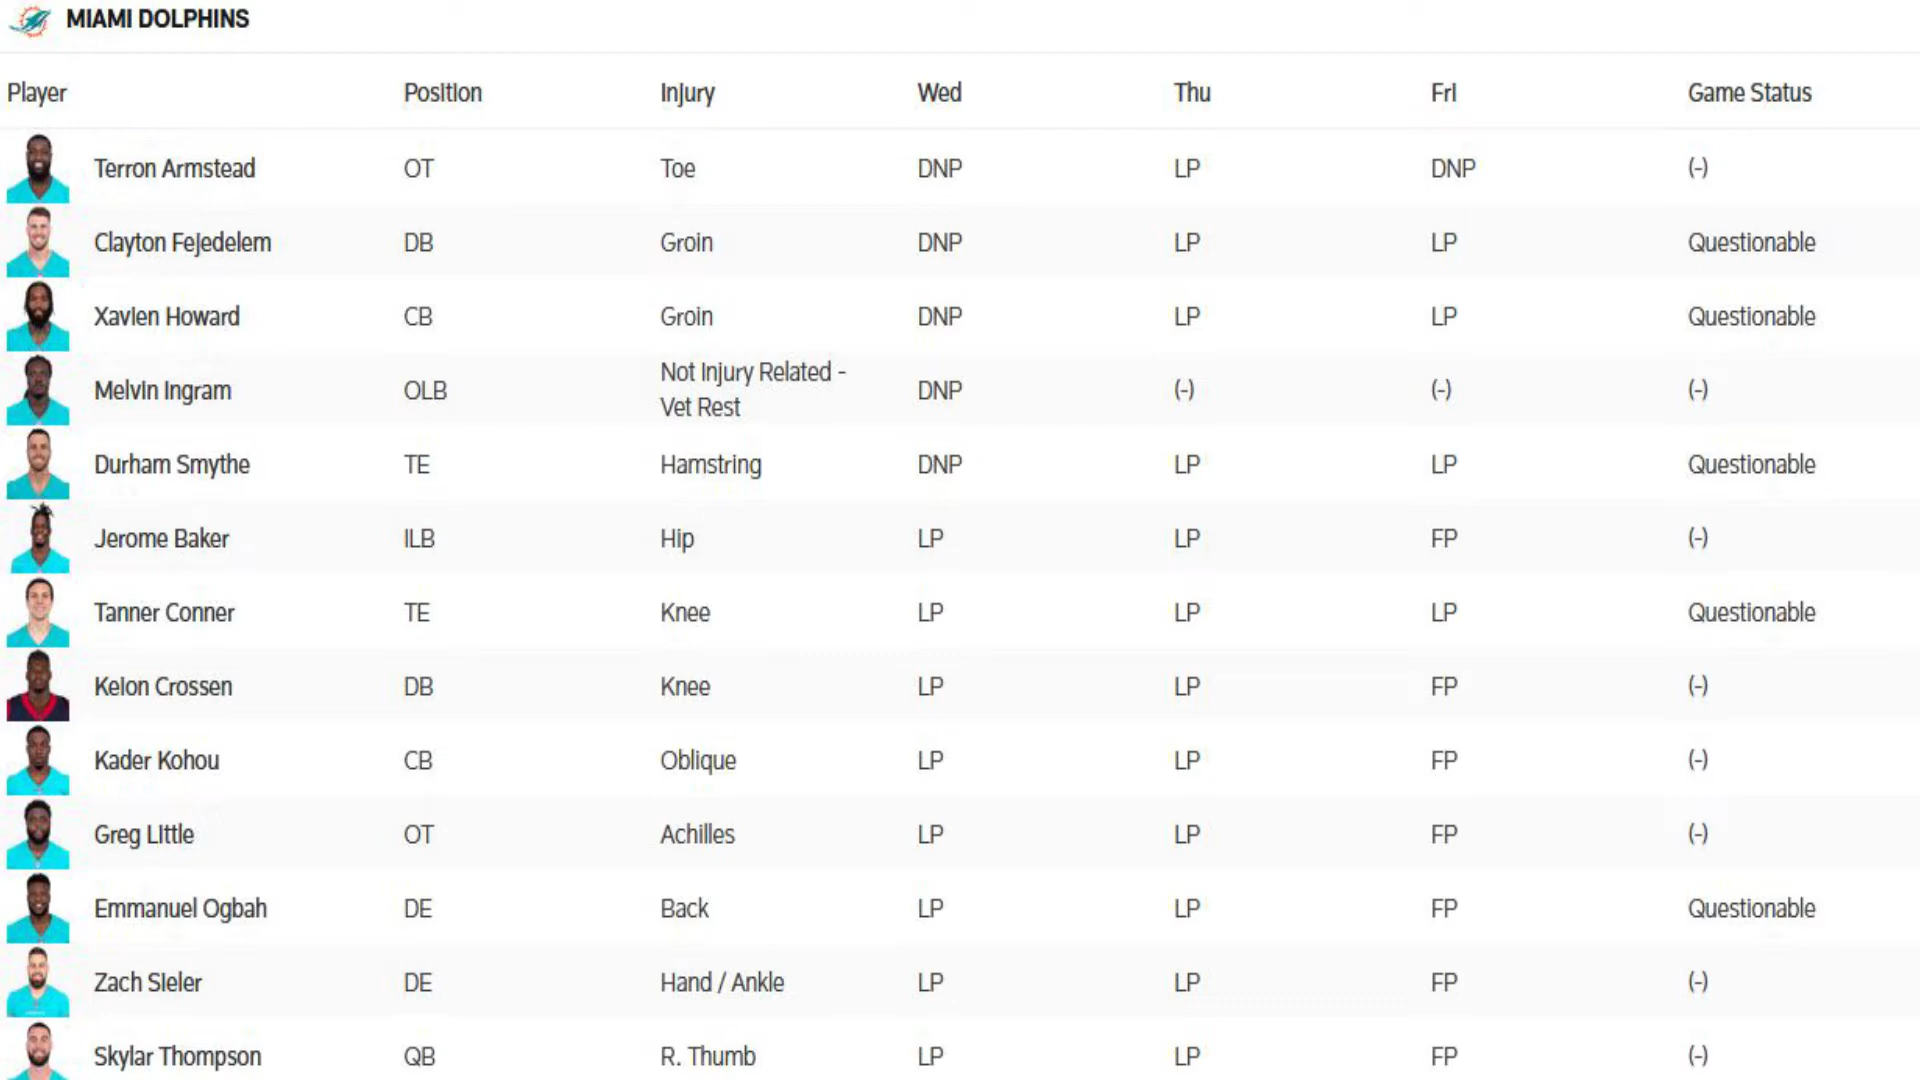 MIAMI DOLPHINS
Player Position Injury Wed Thu Fri Game Status
Terron Armstead OT Toe DNP LP DNP (-)
Clayton Fejedelem DB Groin DNP LP LP Questionable
Xavien Howard CB Groin DNP LP LP Questionable
Melvin Ingram OLB Not Injury Related - Vet Rest DNP (-) (-) (-)
Durham Smythe TE Hamstring DNP LP LP Questionable
Jerome Baker ILB Hip LP LP FP (-)
Tanner Conner TE Knee LP LP LP Questionable
Keion Crossen DB Knee LP LP FP (-)
Kader Kohou CB Oblique LP LP FP (-)
Greg Little OT Achilles LP LP FP (-)
Emmanuel Ogbah DE Back LP LP FP Questionable
Zach Sieler DE Hand / Ankle LP LP FP (-)
Skylar Thompson QB R. Thumb LP LP FP (-)